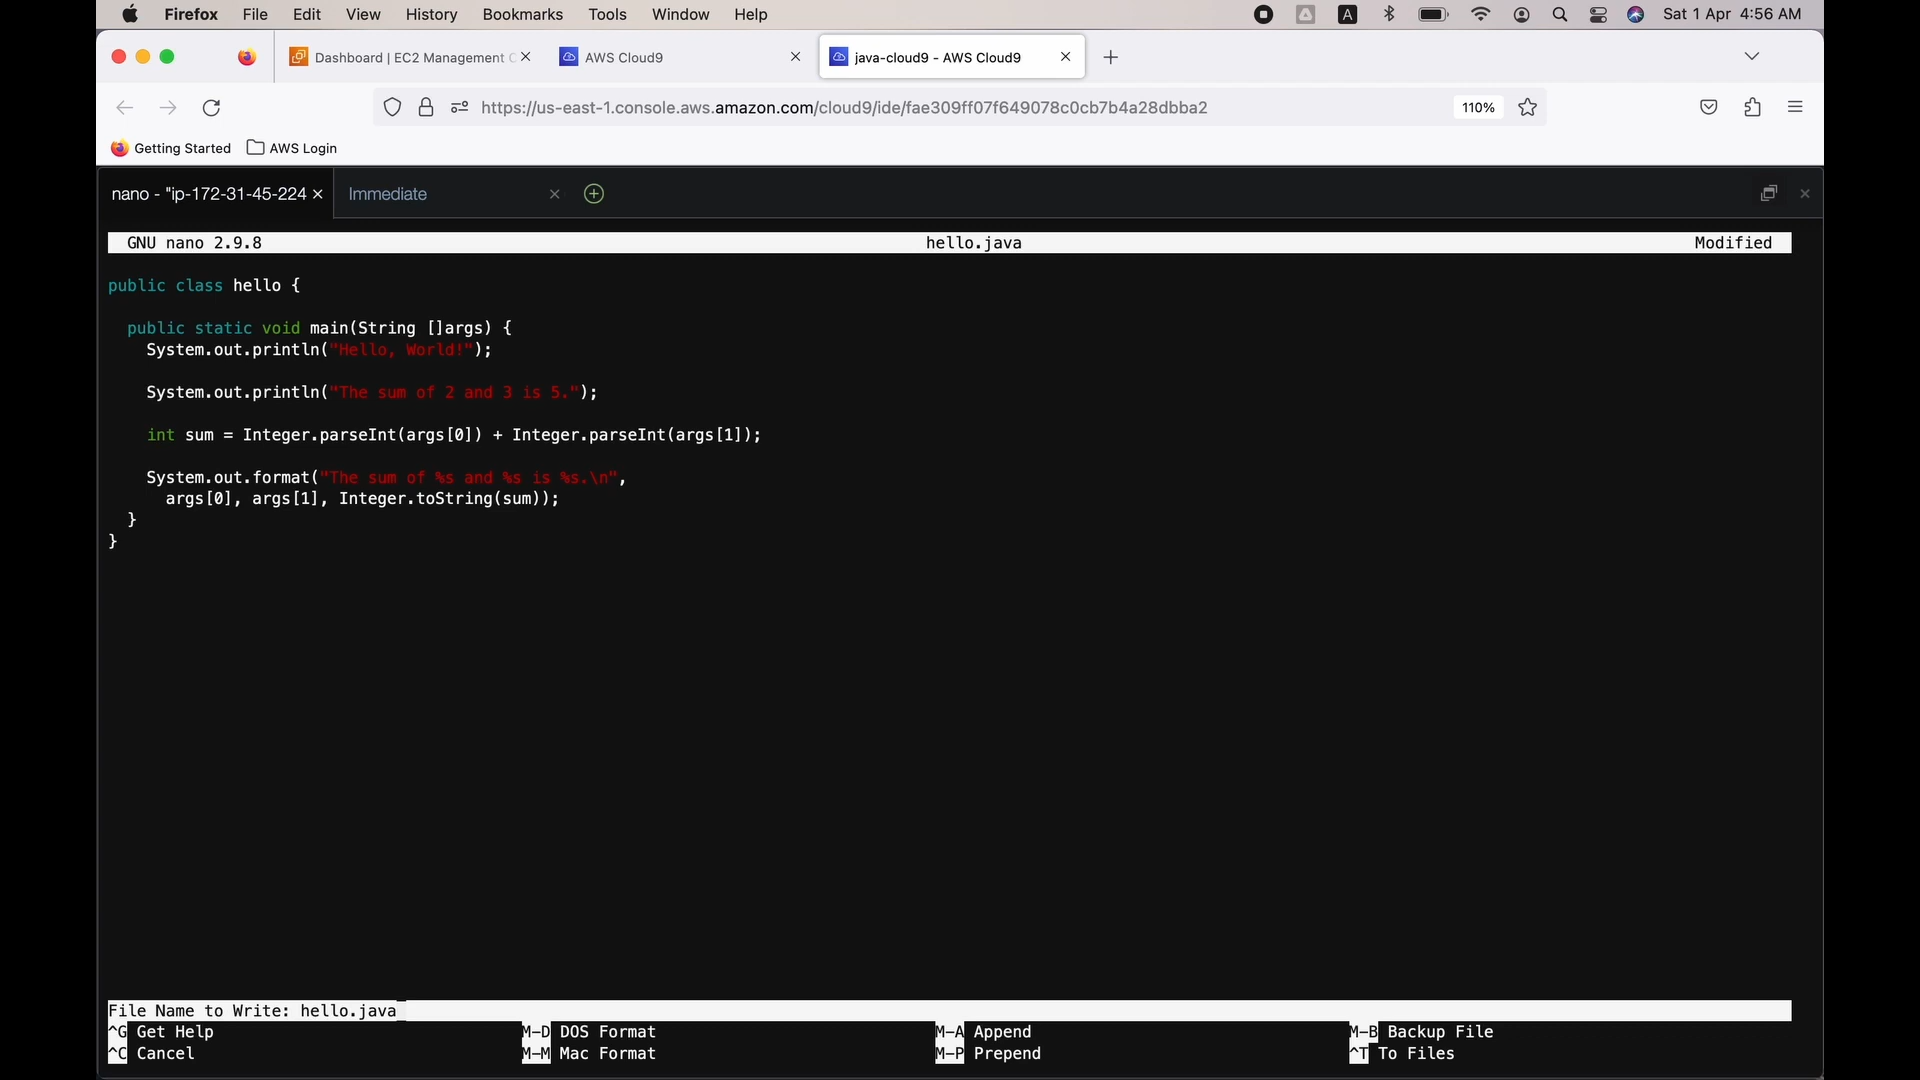 Firefox File Edit View History Bookmarks Tools Window Help A Sat 1 Apr 4:56 AM
Dashboard | EC2 Management C
AWS Cloud9
java-cloud9 - AWS Cloud9
https://us-east-1.console.aws.amazon.com/cloud9/ide/fae309ff07f649078c0cb7b4a28dbba2 110%
Getting Started AWS Login
nano - "ip-172-31-45-224 Immediate
GNU nano 2.9.8 hello.java Modified
public class hello {
public static void main(String []args) {
System.out.println("Hello, World!");
System.out.println("The sum of 2 and 3 is 5.");
int sum = Integer.parseInt(args[0]) + Integer.parseInt(args[1]);
System.out.format("The sum of %s and %s is %s.\n",
args[0], args[1], Integer.toString(sum));
}
}
File Name to Write: hello.java
^G Get Help M-D DOS Format M-A Append M-B Backup File
^C Cancel M-M Mac Format M-P Prepend ^T To Files